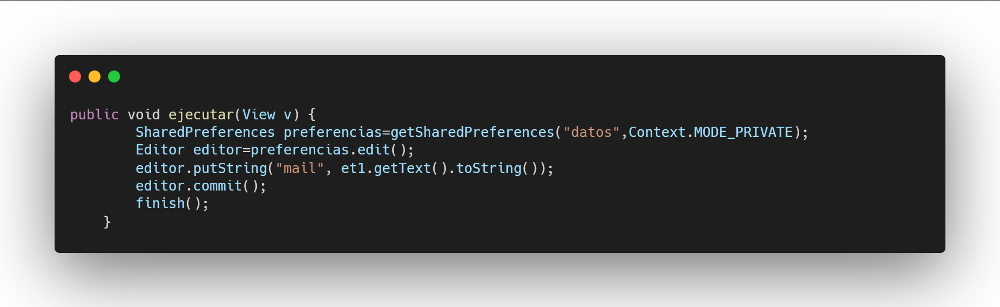 public void ejecutar(View v) {
        SharedPreferences preferencias=getSharedPreferences("datos",Context.MODE_PRIVATE);
        Editor editor=preferencias.edit();
        editor.putString("mail", et1.getText().toString());
        editor.commit();
        finish();
    }